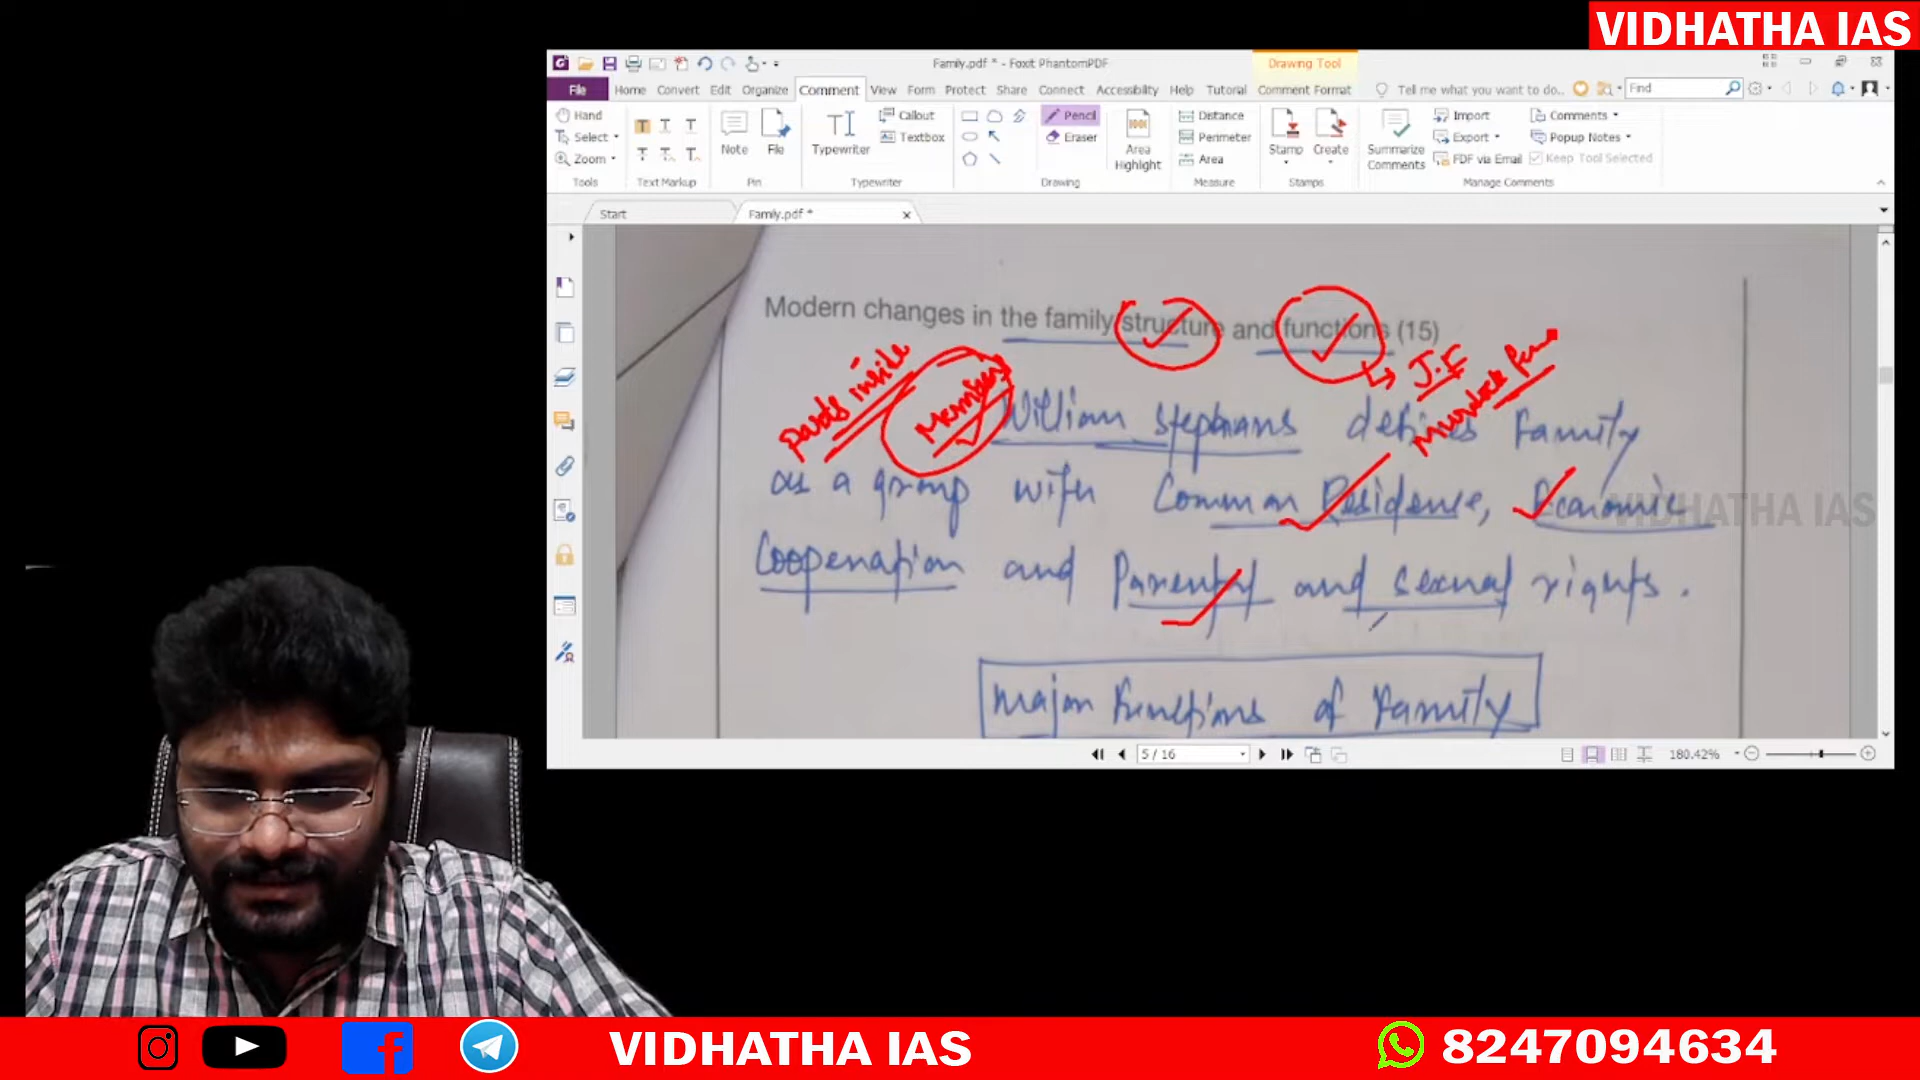 VIDHATHA IAS
Family.pdf * - Foxit PhantomPDF
Drawing Tool
File Home Convert Edit Organize Comment View Form Protect Share Connect Accessibility Help Tutorial Comment Format Tell me what you want to do.. Find
Hand
Select
Zoom
Tools
Text Markup
Note
File
Pin
Typewriter
Callout
Textbox
Typewriter
Pencil
Eraser
Area Highlight
Drawing
Distance
Perimeter
Area
Measure
Stamp
Create
Stamps
Summarize Comments
Import
Export
FDF via Email
Comments
Popup Notes
Keep Tool Selected
Manage Comments
Start
Family.pdf *
Modern changes in the family structure and functions (15)
parts inside
Members
J.F
William Stephans defines Family
as a group with Common Residence, Economic
Cooperation and Parental and sexual rights.
VIDHATHA IAS
Major Functions of Family
5 / 16
180.42%
VIDHATHA IAS
8247094634